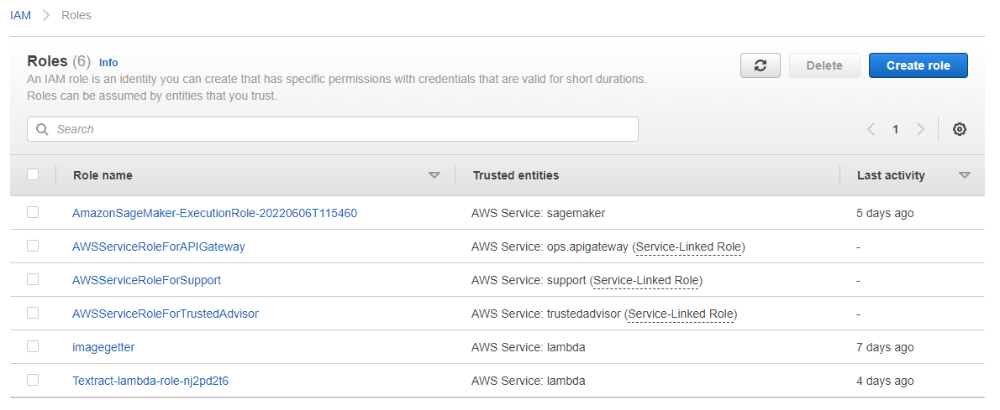 IAM > Roles
Roles (6) Info
An IAM role is an identity you can create that has specific permissions with credentials that are valid for short durations.
Roles can be assumed by entities that you trust.
Delete
Create role
Search
1
Role name Trusted entities Last activity
AmazonSageMaker-ExecutionRole-20220606T115460 AWS Service: sagemaker 5 days ago
AWSServiceRoleForAPIGateway AWS Service: ops.apigateway (Service-Linked Role) -
AWSServiceRoleForSupport AWS Service: support (Service-Linked Role) -
AWSServiceRoleForTrustedAdvisor AWS Service: trustedadvisor (Service-Linked Role) -
imagegetter AWS Service: lambda 7 days ago
Textract-lambda-role-nj2pd2t6 AWS Service: lambda 4 days ago